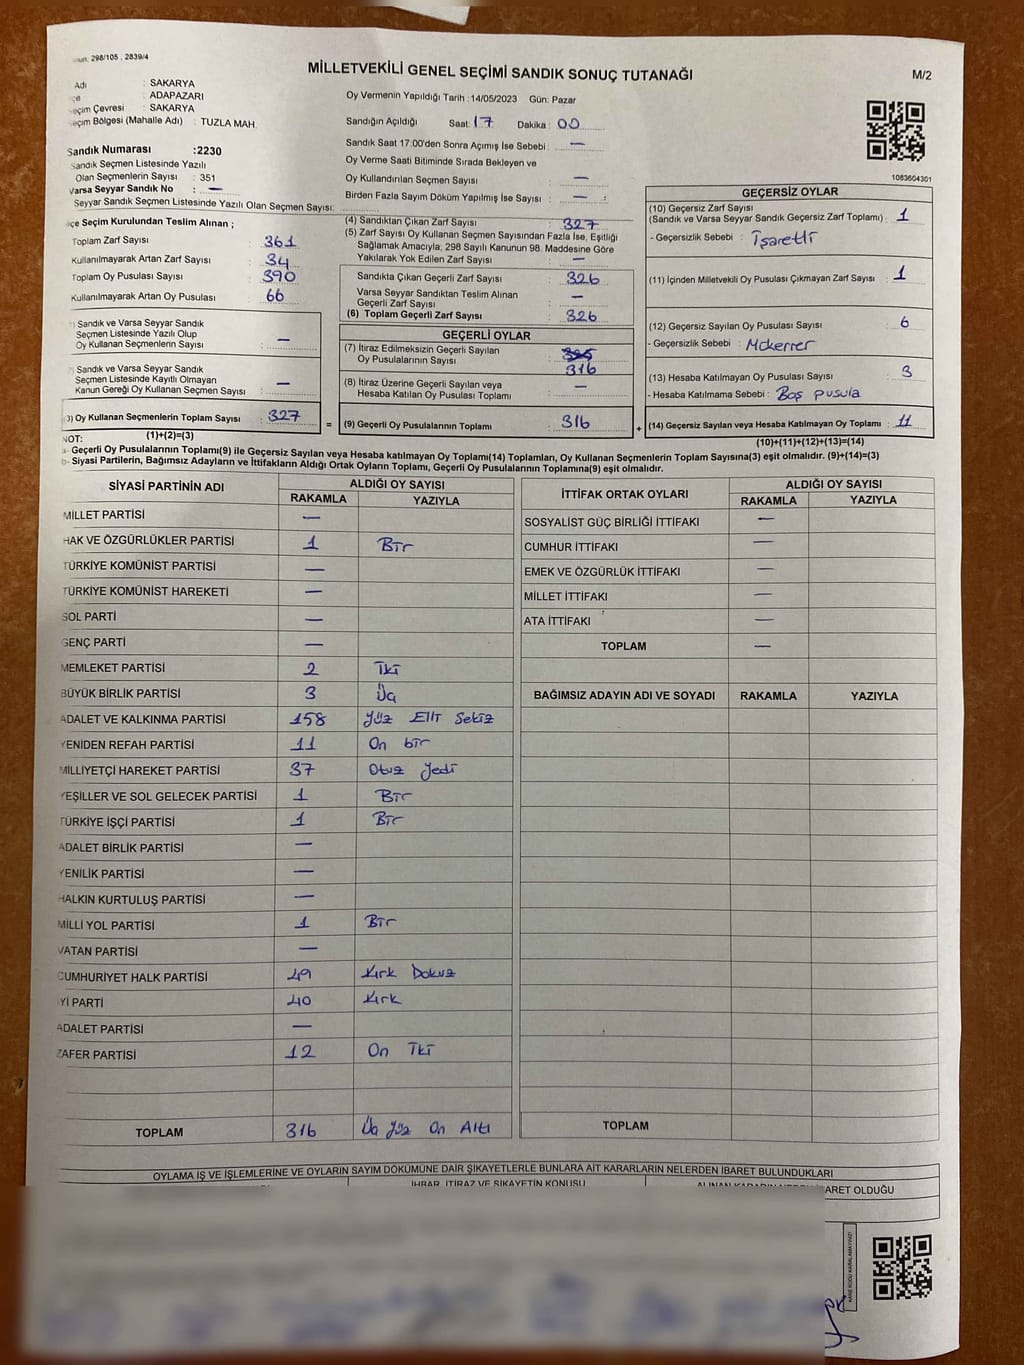 298/105 , 2839/4
MİLLETVEKİLİ GENEL SEÇİMİ SANDIK SONUÇ TUTANAĞI
M/2
Adı : SAKARYA
: ADAPAZARI
eçim Çevresi : SAKARYA
eçim Bölgesi (Mahalle Adı) : TUZLA MAH.
Sandık Numarası :2230
Sandık Seçmen Listesinde Yazılı
Olan Seçmenlerin Sayısı : 351
Varsa Seyyar Sandık No : —
Seyyar Sandık Seçmen Listesinde Yazılı Olan Seçmen Sayısı:
Oy Vermenin Yapıldığı Tarih :14/05/2023 Gün: Pazar
Sandığın Açıldığı Saat: 17 Dakika : 00
Sandık Saat 17:00'den Sonra Açımış İse Sebebi : —
Oy Verme Saati Bitiminde Sırada Bekleyen ve
Oy Kullandırılan Seçmen Sayısı : —
Birden Fazla Sayım Döküm Yapılmış İse Sayısı : —
1083604301
çe Seçim Kurulundan Teslim Alınan ;
Toplam Zarf Sayısı : 361
Kullanılmayarak Artan Zarf Sayısı : 34
Toplam Oy Pusulası Sayısı : 390
Kullanılmayarak Artan Oy Pusulası : 66
) Sandık ve Varsa Seyyar Sandık
Seçmen Listesinde Yazılı Olup
Oy Kullanan Seçmen Sayısı : —
) Sandık ve Varsa Seyyar Sandık
Seçmen Listesinde Kayıtlı Olmayan
Kanun Gereği Oy Kullanan Seçmen Sayısı : —
3) Oy Kullanan Seçmenlerin Toplam Sayısı : 327
(1)+(2)=(3)
(4) Sandıktan Çıkan Zarf Sayısı : 327
(5) Zarf Sayısı Oy Kullanan Seçmen Sayısından Fazla İse, Eşitliği
Sağlamak Amacıyla; 298 Sayılı Kanunun 98. Maddesine Göre
Yakılarak Yok Edilen Zarf Sayısı : —
Sandıkta Çıkan Geçerli Zarf Sayısı : 326
Varsa Seyyar Sandıktan Teslim Alınan
Geçerli Zarf Sayısı : —
(6) Toplam Geçerli Zarf Sayısı : 326
GEÇERLİ OYLAR
(7) İtiraz Edilmeksizin Geçerli Sayılan
Oy Pusulalarının Sayısı : 316
(8) İtiraz Üzerine Geçerli Sayılan veya
Hesaba Katılan Oy Pusulası Toplamı : —
= (9) Geçerli Oy Pusulalarının Toplamı : 316
GEÇERSİZ OYLAR
(10) Geçersiz Zarf Sayısı
(Sandık ve Varsa Seyyar Sandık Geçersiz Zarf Toplamı) : 1
- Geçersizlik Sebebi : İşaretli
(11) İçinden Milletvekili Oy Pusulası Çıkmayan Zarf Sayısı : 1
(12) Geçersiz Sayılan Oy Pusulası Sayısı : 6
- Geçersizlik Sebebi : Mükerrer
(13) Hesaba Katılmayan Oy Pusulası Sayısı : 3
- Hesaba Katılmama Sebebi : Boş pusula
+ (14) Geçersiz Sayılan veya Hesaba Katılmayan Oy Toplamı : 11
(10)+(11)+(12)+(13)=(14)
NOT:
a- Geçerli Oy Pusulalarının Toplamı(9) ile Geçersiz Sayılan veya Hesaba katılmayan Oy Toplamı(14) Toplamları, Oy Kullanan Seçmenlerin Toplam Sayısına(3) eşit olmalıdır. (9)+(14)=(3)
b- Siyasi Partilerin, Bağımsız Adayların ve İttifakların Aldığı Ortak Oyların Toplamı, Geçerli Oy Pusulalarının Toplamına(9) eşit olmalıdır.
SİYASİ PARTİNİN ADI ALDIĞI OY SAYISI
RAKAMLA YAZIYLA
MİLLET PARTİSİ —
HAK VE ÖZGÜRLÜKLER PARTİSİ 1 Bir
TÜRKİYE KOMÜNİST PARTİSİ —
TÜRKİYE KOMÜNİST HAREKETİ —
SOL PARTİ —
GENÇ PARTİ —
MEMLEKET PARTİSİ 2 İki
BÜYÜK BİRLİK PARTİSİ 3 Üç
ADALET VE KALKINMA PARTİSİ 158 Yüz Elli Sekiz
YENİDEN REFAH PARTİSİ 11 On bir
MİLLİYETÇİ HAREKET PARTİSİ 37 Otuz Yedi
YEŞİLLER VE SOL GELECEK PARTİSİ 1 Bir
TÜRKİYE İŞÇİ PARTİSİ 1 Bir
ADALET BİRLİK PARTİSİ —
YENİLİK PARTİSİ —
HALKIN KURTULUŞ PARTİSİ —
MİLLİ YOL PARTİSİ 1 Bir
VATAN PARTİSİ —
CUMHURİYET HALK PARTİSİ 49 Kırk Dokuz
İYİ PARTİ 40 Kırk
ADALET PARTİSİ —
ZAFER PARTİSİ 12 On İki
TOPLAM 316 Üç Yüz On Altı
İTTİFAK ORTAK OYLARI ALDIĞI OY SAYISI
RAKAMLA YAZIYLA
SOSYALİST GÜÇ BİRLİĞİ İTTİFAKI —
CUMHUR İTTİFAKI —
EMEK VE ÖZGÜRLÜK İTTİFAKI —
MİLLET İTTİFAKI —
ATA İTTİFAKI —
TOPLAM —
BAĞIMSIZ ADAYIN ADI VE SOYADI RAKAMLA YAZIYLA
TOPLAM
OYLAMA İŞ VE İŞLEMLERİNE VE OYLARIN SAYIM DÖKÜMÜNE DAİR ŞİKAYETLERLE BUNLARA AİT KARARLARIN NELERDEN İBARET BULUNDUKLARI
İHBAR, İTİRAZ VE ŞİKAYETİN KONUSU
ALINAN KARARIN NEDEN İBARET OLDUĞU
KARE KODU KARALAMAYINIZ!